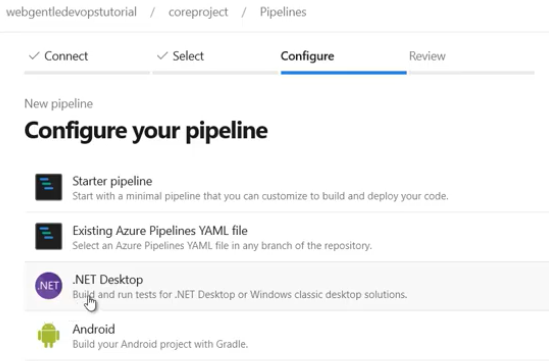 webgentledevopstutorial / coreproject / Pipelines
✓ Connect ✓ Select Configure Review
New pipeline
Configure your pipeline
Starter pipeline
Start with a minimal pipeline that you can customize to build and deploy your code.
Existing Azure Pipelines YAML file
Select an Azure Pipelines YAML file in any branch of the repository.
.NET .NET Desktop
Build and run tests for .NET Desktop or Windows classic desktop solutions.
Android
Build your Android project with Gradle.